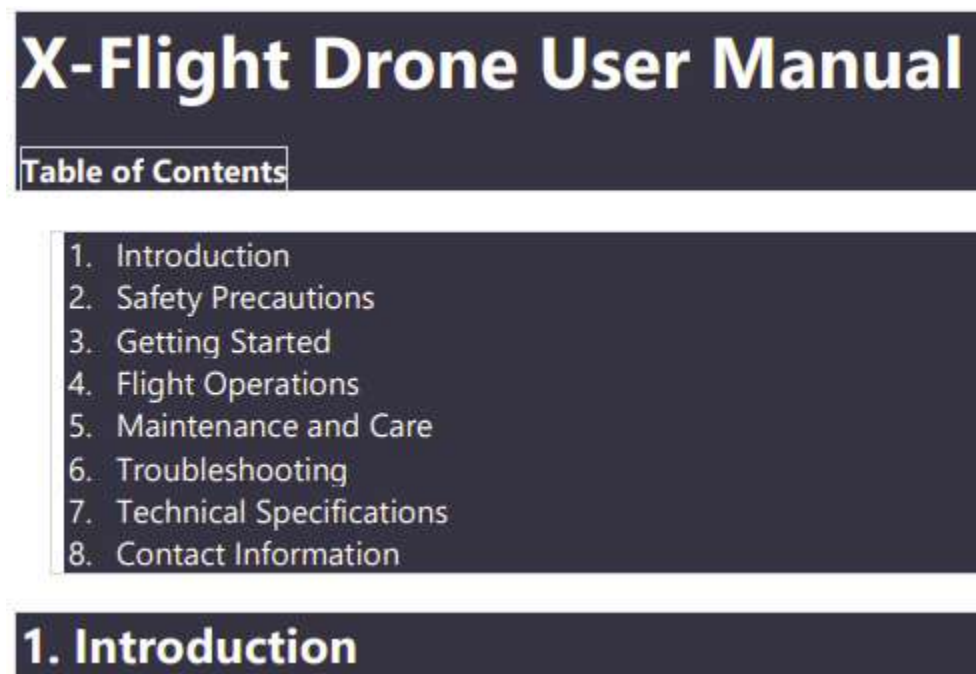 X-Flight Drone User Manual
Table of Contents
1. Introduction
2. Safety Precautions
3. Getting Started
4. Flight Operations
5. Maintenance and Care
6. Troubleshooting
7. Technical Specifications
8. Contact Information
1. Introduction